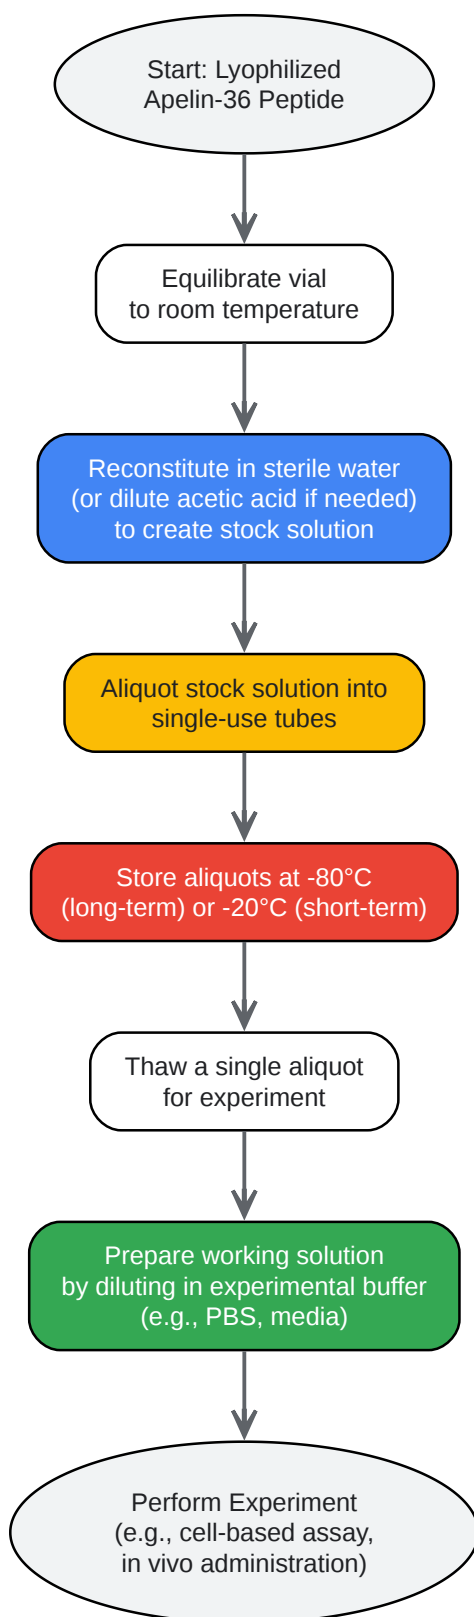 Start: Lyophilized
Apelin-36 Peptide
Equilibrate vial
to room temperature
Reconstitute in sterile water
(or dilute acetic acid if needed)
to create stock solution
Aliquot stock solution into
single-use tubes
Store aliquots at -80°C
(long-term) or -20°C (short-term)
Thaw a single aliquot
for experiment
Prepare working solution
by diluting in experimental buffer
(e.g., PBS, media)
Perform Experiment
(e.g., cell-based assay,
in vivo administration)